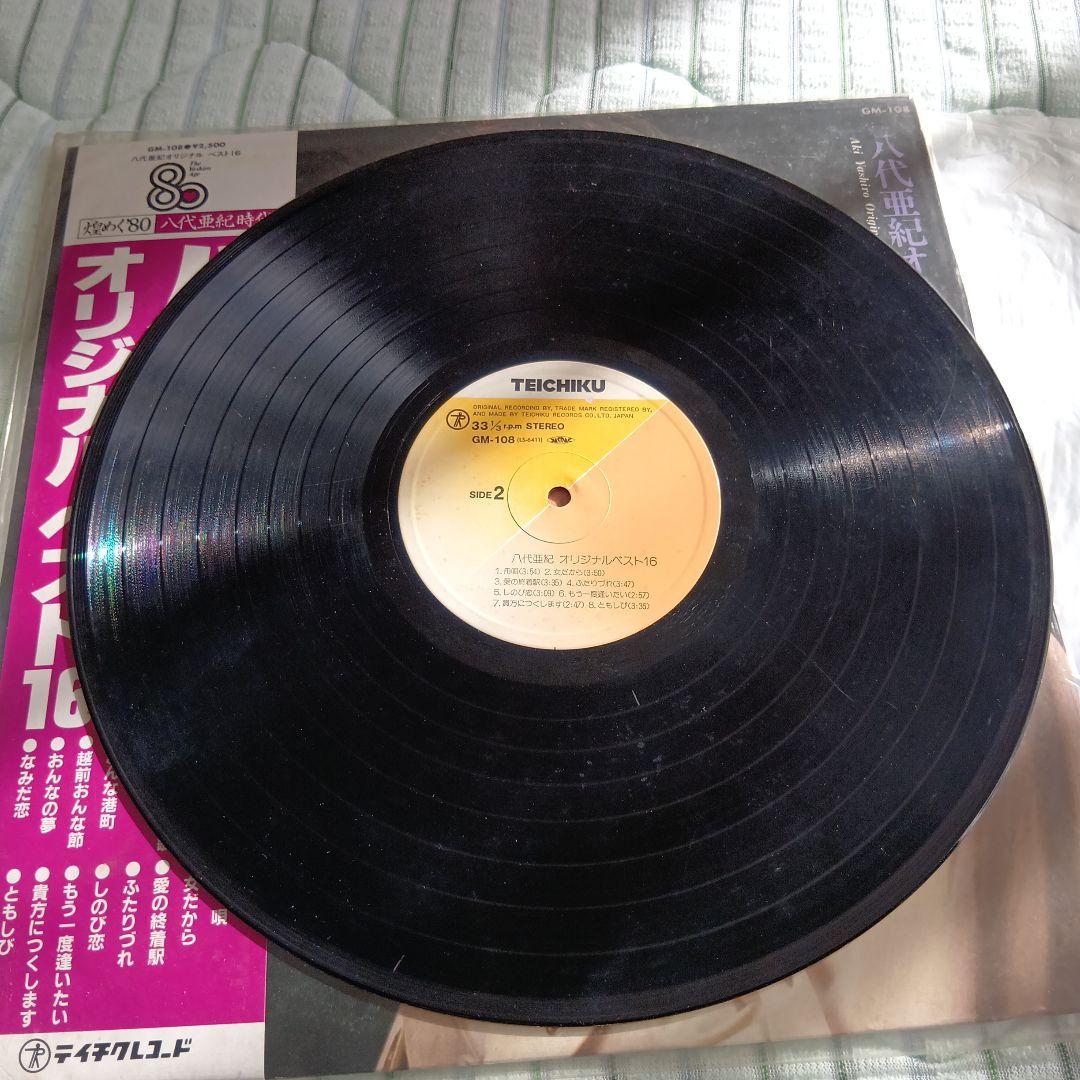 GM-108●¥2,500
八代亜紀オリジナル ベスト16
80
煌めく'80
八代亜紀時代
オリジナルベスト16
んな港町
●越前おんな節
●おんなの夢
●なみだ恋
唄
女だから
●愛の終着駅
●ふたりづれ
●しのび恋
●もう一度逢いたい
●貴方につくします
●ともしび
テイチクレコード
GM-108
八代亜紀オ
Aki Yashiro Origin
TEICHIKU
ORIGINAL RECORDING BY, TRADE MARK REGISTERED BY,
AND MADE BY TEICHIKU RECORDS CO., LTD. JAPAN.
33 1/3 r.p.m STEREO
GM-108 (LS-6411)
SIDE 2
八代亜紀 オリジナルベスト16
1. 舟唄(3:54) 2. 女だから(3:50)
3. 愛の終着駅(3:35) 4. ふたりづれ(3:47)
5. しのび恋(3:09) 6. もう一度逢いたい(2:57)
7. 貴方につくします(2:47) 8. ともしび(3:35)